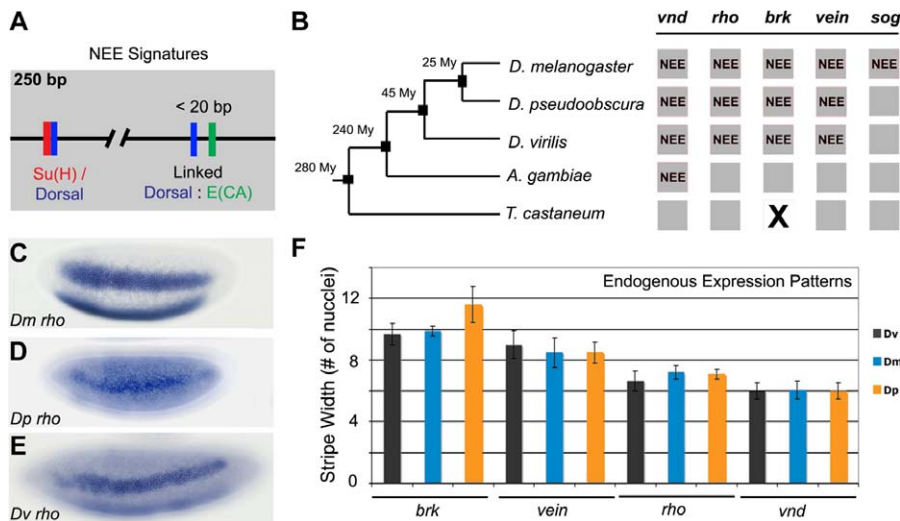 A
NEE Signatures
250 bp
< 20 bp
Su(H) /
Dorsal
Linked
Dorsal : E(CA)
B
vnd rho brk vein sog
25 My
45 My
240 My
280 My
D. melanogaster NEE NEE NEE NEE NEE
D. pseudoobscura NEE NEE NEE NEE
D. virilis NEE NEE NEE NEE
A. gambiae NEE
T. castaneum X
C
Dm rho
D
Dp rho
E
Dv rho
F
Endogenous Expression Patterns
Stripe Width (# of nucclei)
12
8
4
0
brk vein rho vnd
Dv
Dm
Dp